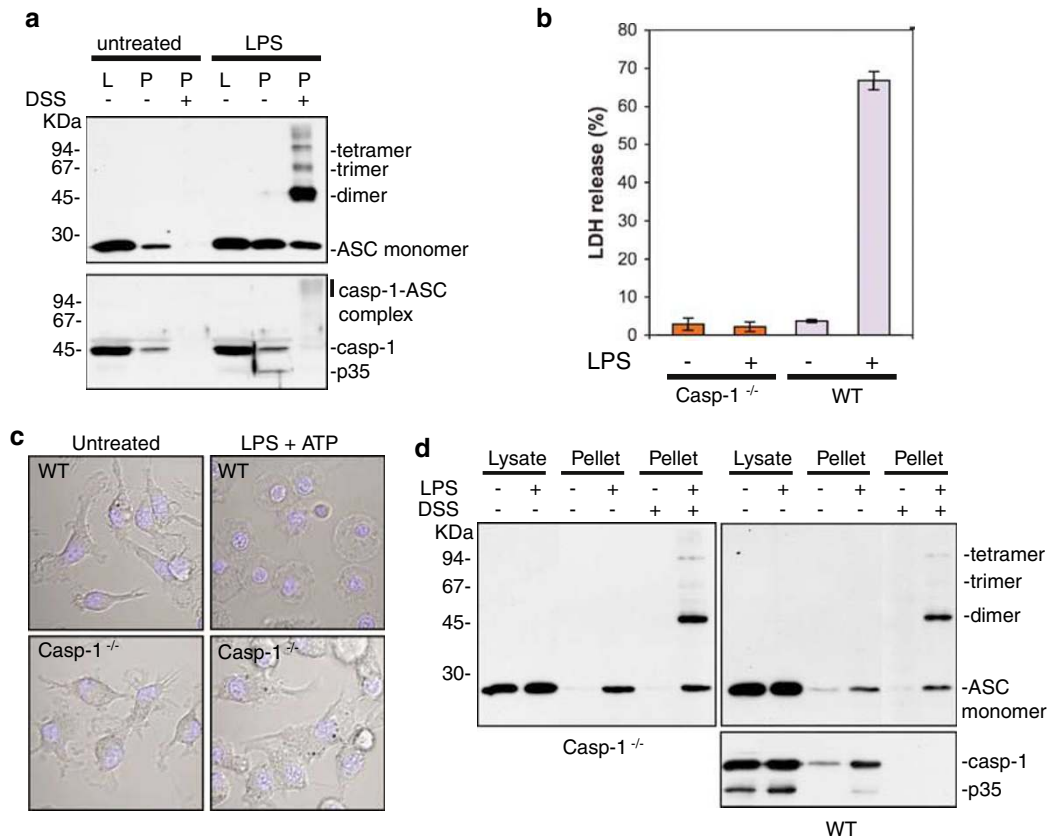 a
untreated LPS
L P P L P P
DSS - - + - - +
KDa
94- -tetramer
67- -trimer
45- -dimer
30-
-ASC monomer
casp-1-ASC
94- complex
67-
45- -casp-1
-p35
b
LDH release (%)
80
70
60
50
40
30
20
10
0
LPS - + - +
Casp-1 -/- WT
c
Untreated LPS + ATP
WT WT
Casp-1 -/- Casp-1 -/-
d
Lysate Pellet Pellet Lysate Pellet Pellet
LPS - + - + - + - + - + - +
DSS - - - - + + - - - - + +
KDa
94- -tetramer
67- -trimer
45- -dimer
30-
-ASC
monomer
Casp-1 -/-
-casp-1
-p35
WT